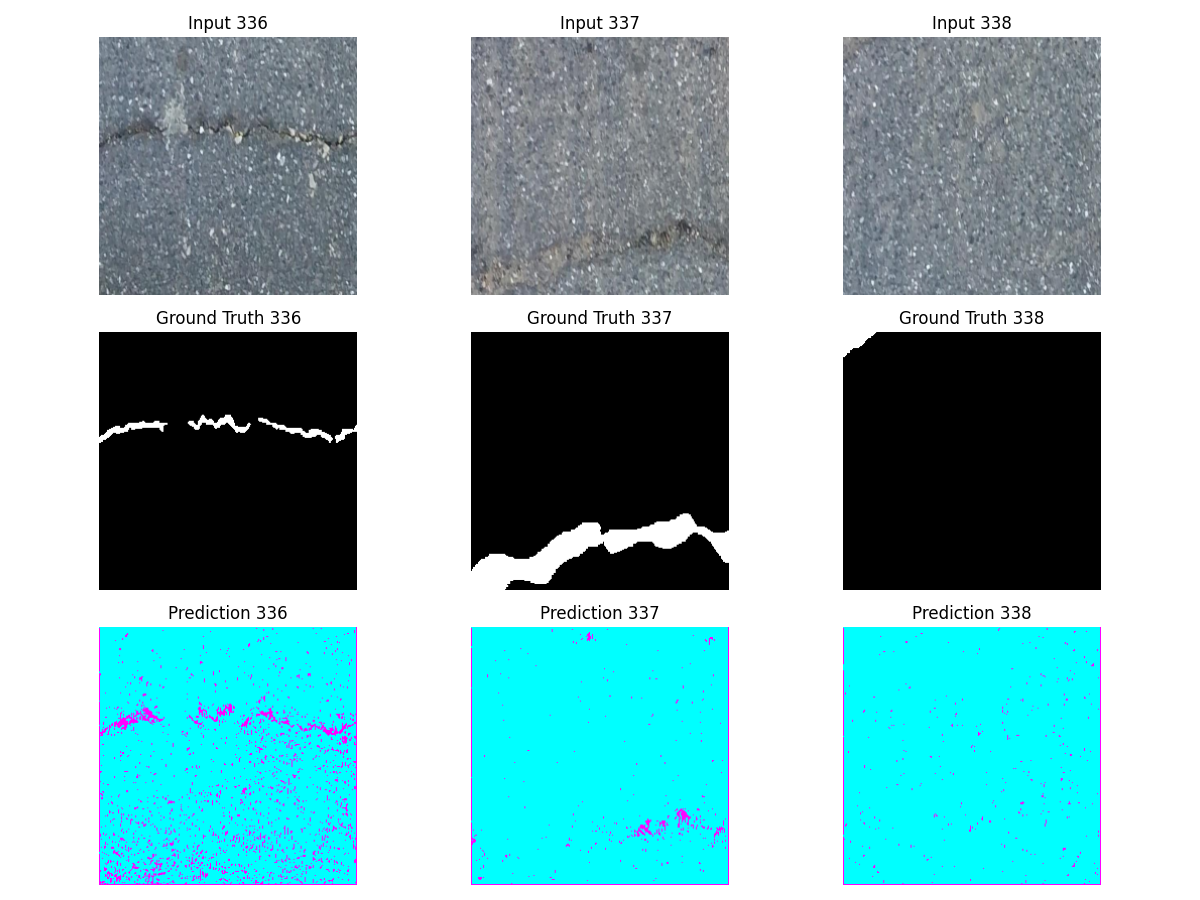 Input 336
Input 337
Input 338
Ground Truth 336
Ground Truth 337
Ground Truth 338
Prediction 336
Prediction 337
Prediction 338